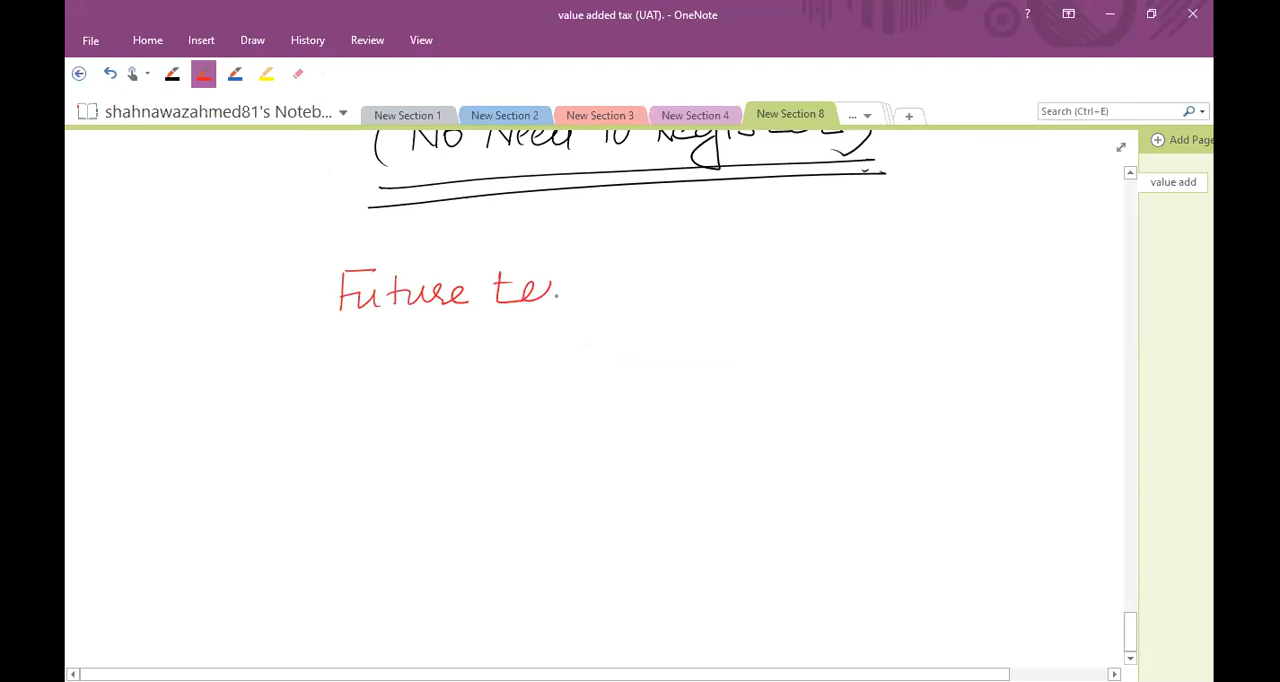 value added tax (UAT). - OneNote
?
File Home Insert Draw History Review View
shahnawazahmed81's Noteb... New Section 1 New Section 2 New Section 3 New Section 4 New Section 8 ... + Search (Ctrl+E)
Add Page
value add
(No Need to Register)
Future te